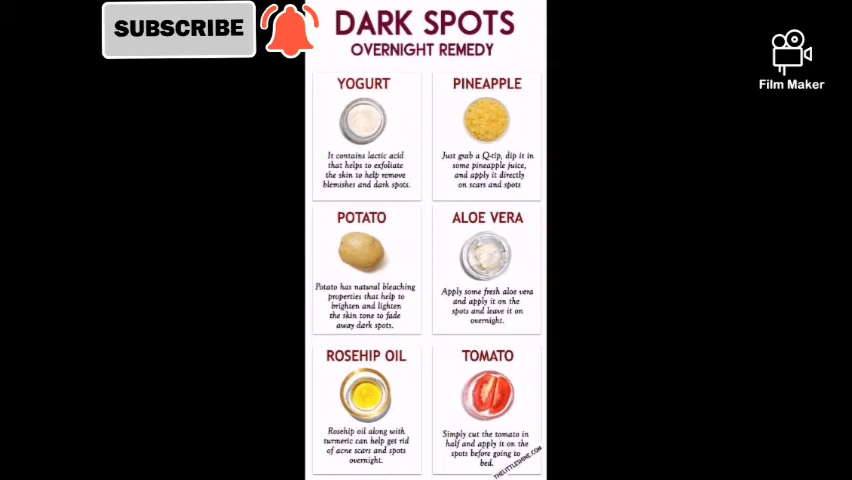 SUBSCRIBE
DARK SPOTS
OVERNIGHT REMEDY
Film Maker
YOGURT
It contains lactic acid
that helps to exfoliate
the skin to help remove
blemishes and dark spots.
PINEAPPLE
Just grab a Q-tip, dip it in
some pineapple juice,
and apply it directly
on scars and spots
POTATO
Potato has natural bleaching
properties that help to
brighten and lighten
the skin tone to fade
away dark spots.
ALOE VERA
Apply some fresh aloe vera
and apply it on the
spots and leave it on
overnight.
ROSEHIP OIL
Rosehip oil along with
turmeric can help get rid
of acne scars and spots
overnight.
TOMATO
Simply cut the tomato in
half and apply it on the
spots before going to
bed.
THELITTLESHINE.COM